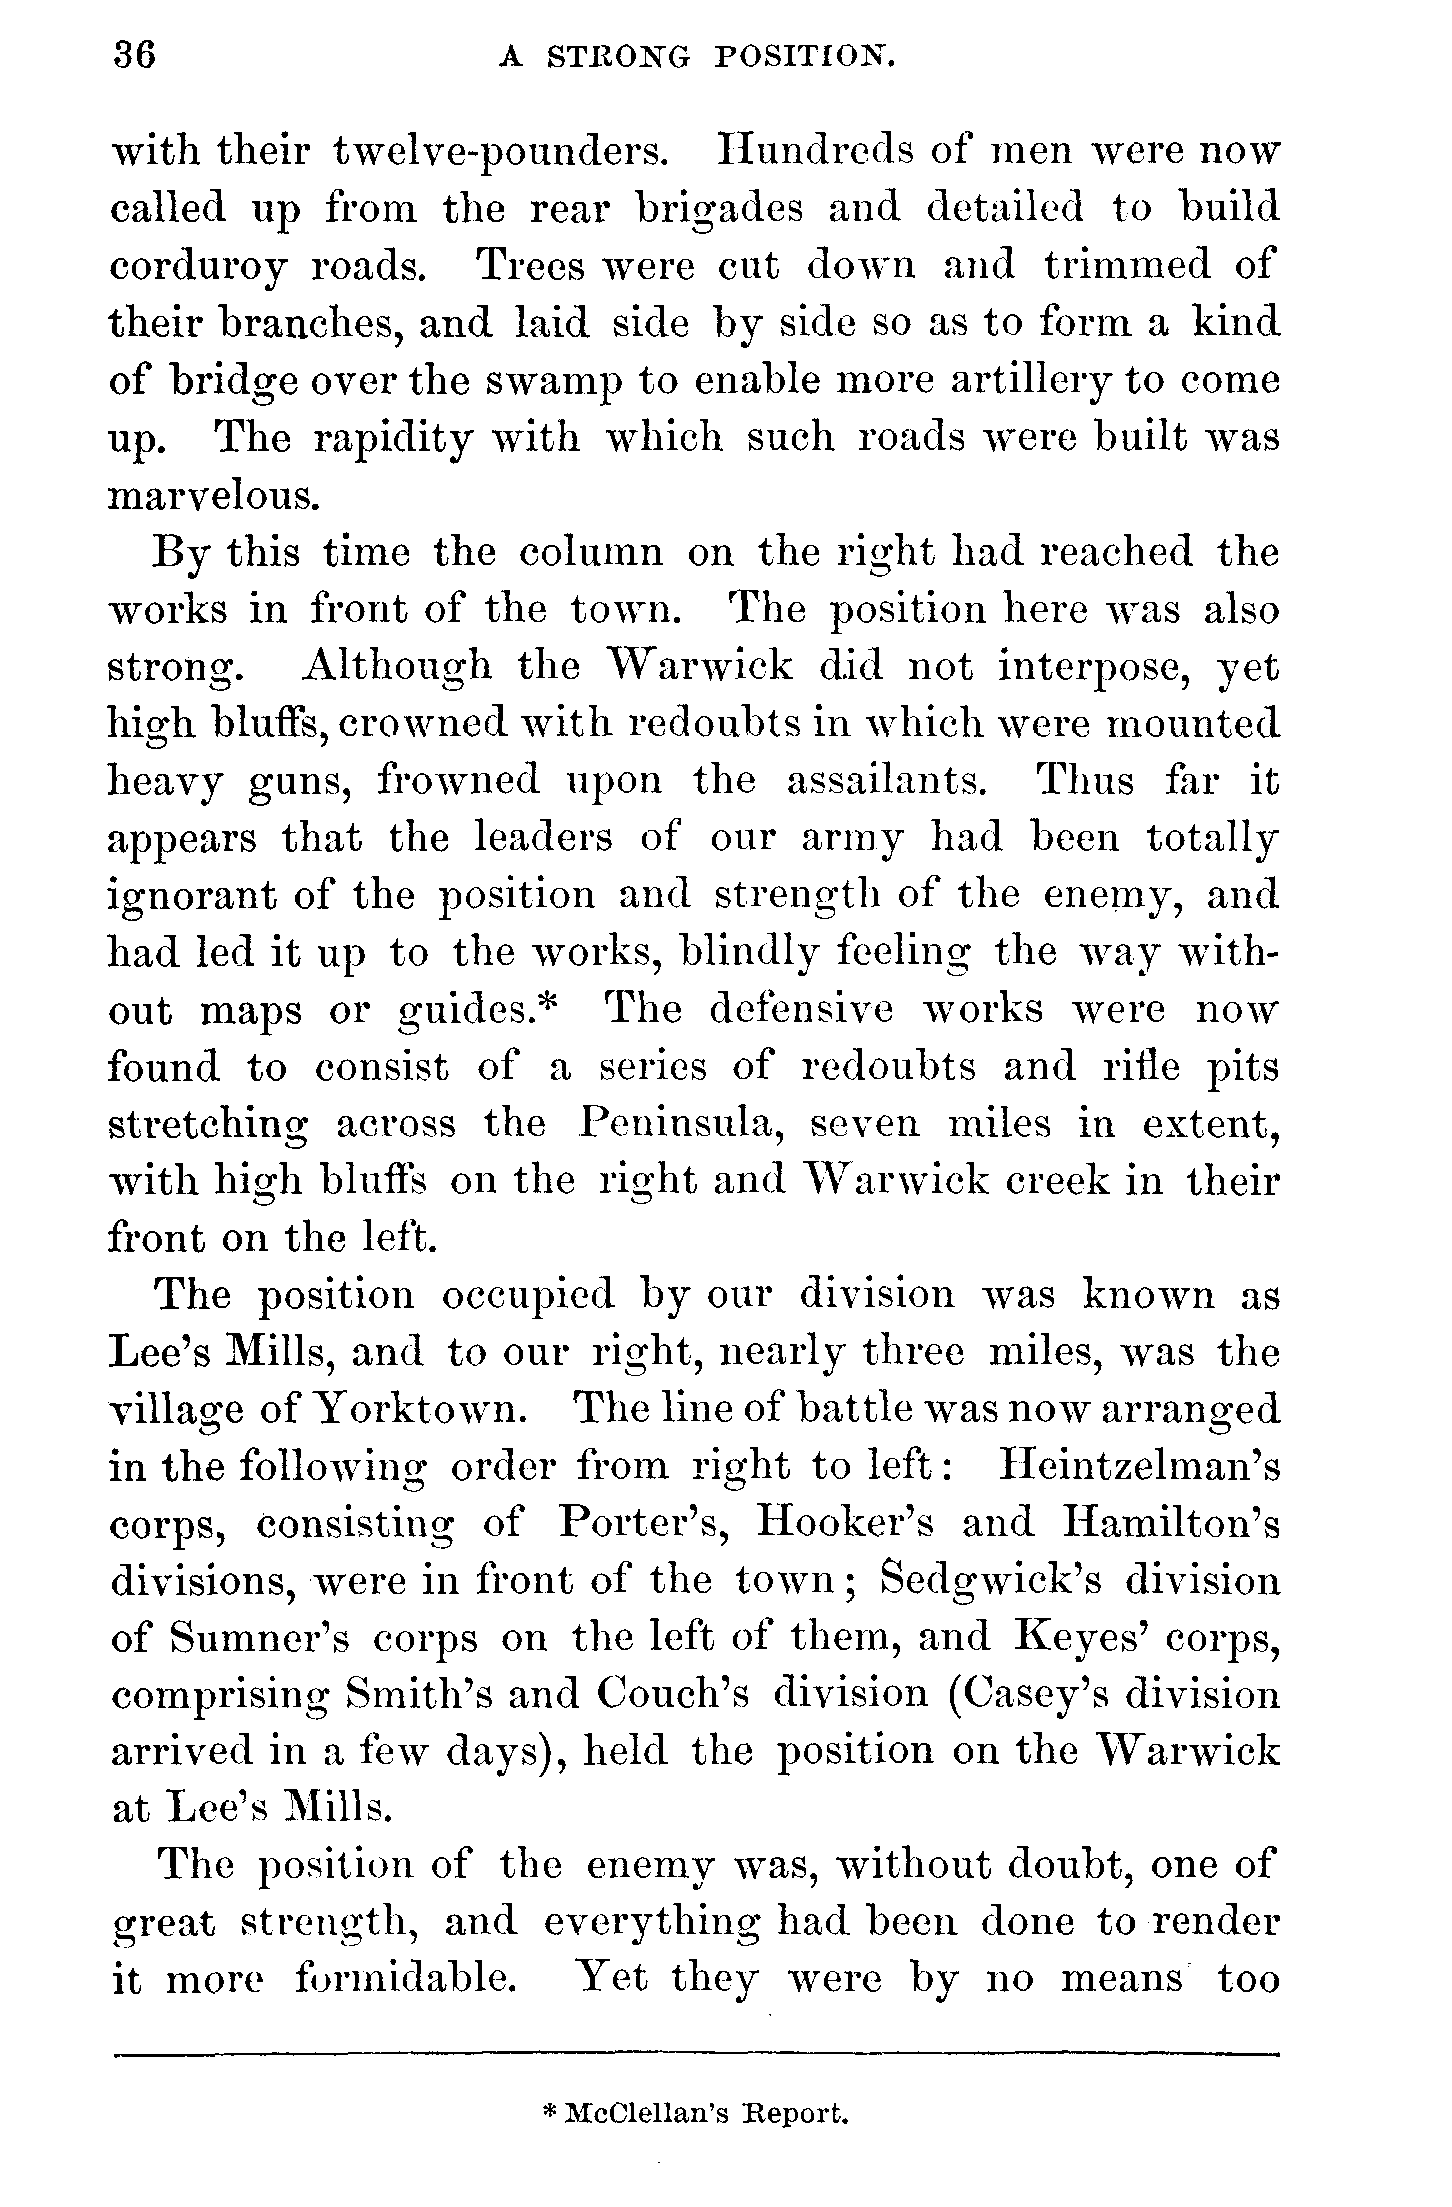 36 A STRONG POSITION.
with their twelve-pounders. Hundreds of men were now
called up from the rear brigades and detailed to build
corduroy roads. Trees were cut down and trimmed of
their branches, and laid side by side so as to form a kind
of bridge over the swamp to enable more artillery to come
up. The rapidity with which such roads were built was
marvelous.
By this time the column on the right had reached the
works in front of the town. The position here was also
strong. Although the Warwick did not interpose, yet
high bluffs, crowned with redoubts in which were mounted
heavy guns, frowned upon the assailants. Thus far it
appears that the leaders of our army had been totally
ignorant of the position and strength of the enemy, and
had led it up to the works, blindly feeling the way with-
out maps or guides.* The defensive works were now
found to consist of a series of redoubts and rifle pits
stretching across the Peninsula, seven miles in extent,
with high bluffs on the right and Warwick creek in their
front on the left.
The position occupied by our division was known as
Lee's Mills, and to our right, nearly three miles, was the
village of Yorktown. The line of battle was now arranged
in the following order from right to left: Heintzelman's
corps, consisting of Porter's, Hooker's and Hamilton's
divisions, were in front of the town; Sedgwick's division
of Sumner's corps on the left of them, and Keyes' corps,
comprising Smith's and Couch's division (Casey's division
arrived in a few days), held the position on the Warwick
at Lee's Mills.
The position of the enemy was, without doubt, one of
great strength, and everything had been done to render
it more formidable. Yet they were by no means too
* McClellan's Report.